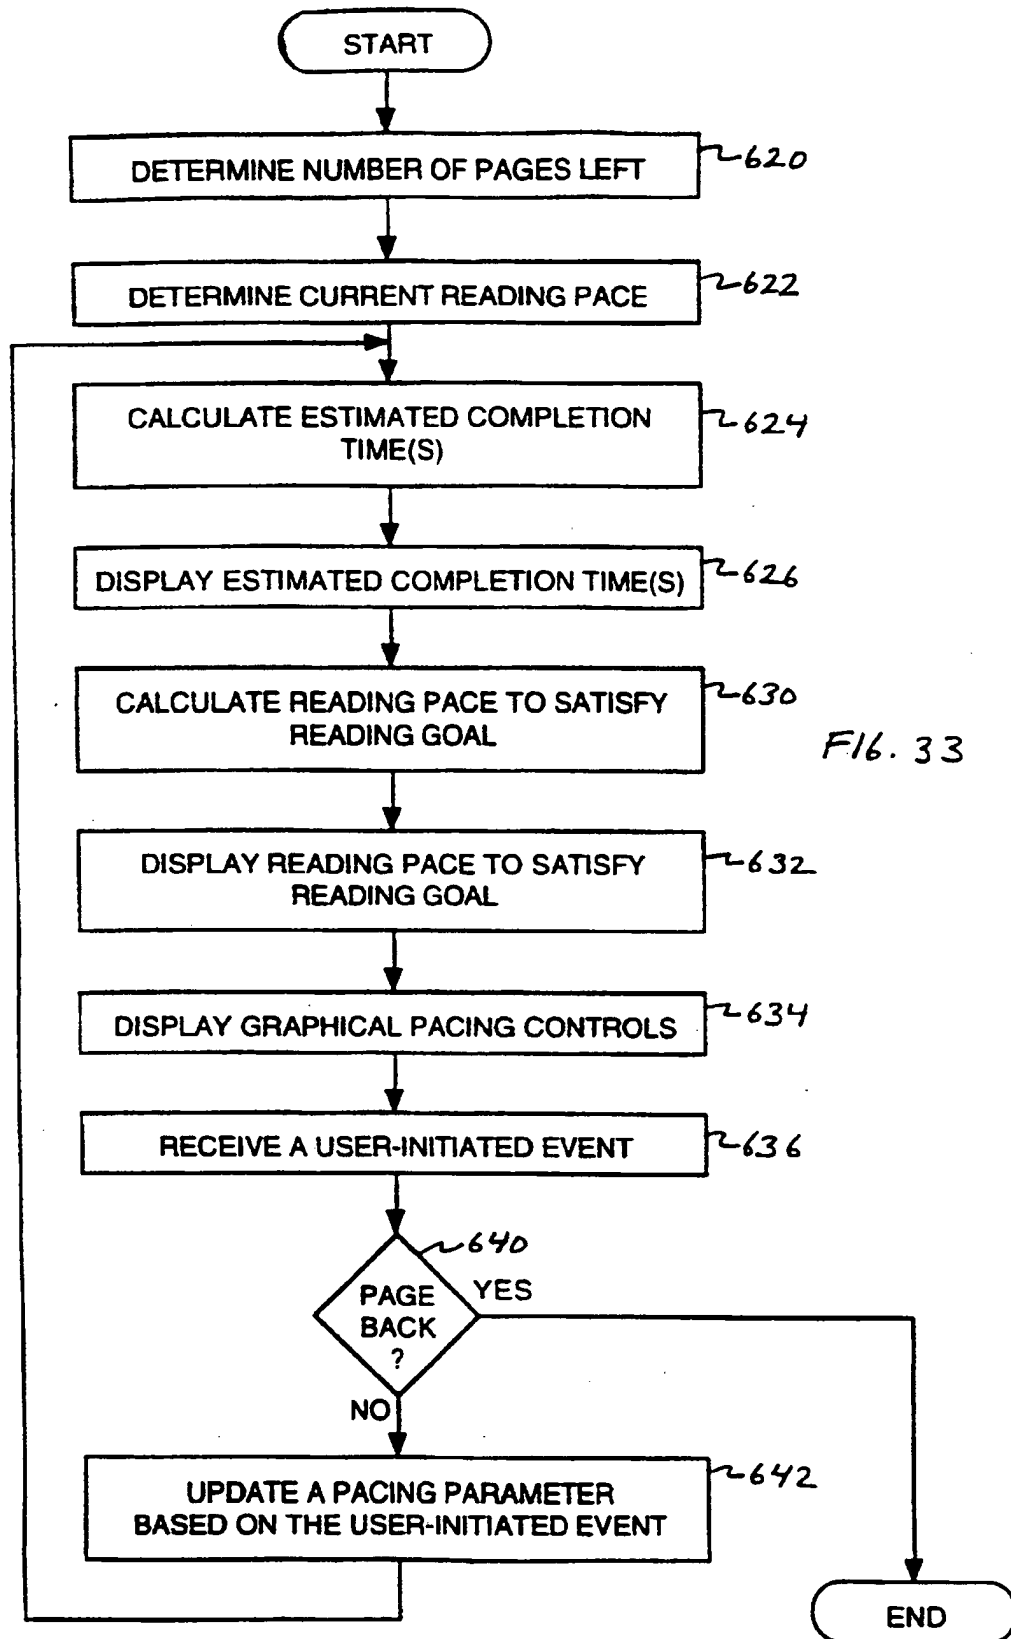 START
DETERMINE NUMBER OF PAGES LEFT
620
DETERMINE CURRENT READING PACE
622
CALCULATE ESTIMATED COMPLETION
TIME(S)
624
DISPLAY ESTIMATED COMPLETION TIME(S)
626
CALCULATE READING PACE TO SATISFY
READING GOAL
630
FIG. 33
DISPLAY READING PACE TO SATISFY
READING GOAL
632
DISPLAY GRAPHICAL PACING CONTROLS
634
RECEIVE A USER-INITIATED EVENT
636
640
PAGE
BACK
?
YES
NO
UPDATE A PACING PARAMETER
BASED ON THE USER-INITIATED EVENT
642
END